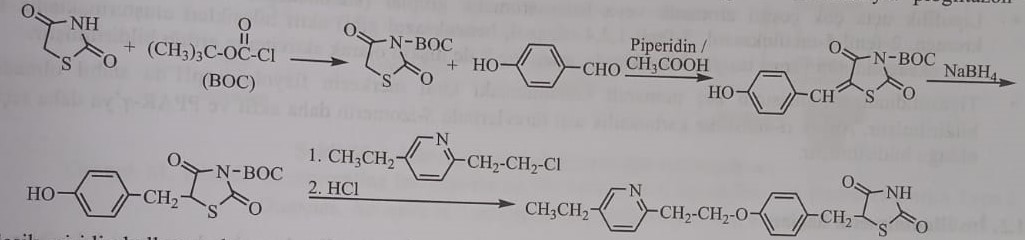 O NH S O + (CH₃)₃C-OC-Cl O (BOC) O N-BOC S O + HO- -CHO Piperidin / CH₃COOH HO- -CH O N-BOC S O NaBH₄
HO- -CH₂ O N-BOC S O 1. CH₃CH₂- N -CH₂-CH₂-Cl 2. HCl CH₃CH₂- N -CH₂-CH₂-O- -CH₂ O NH S O